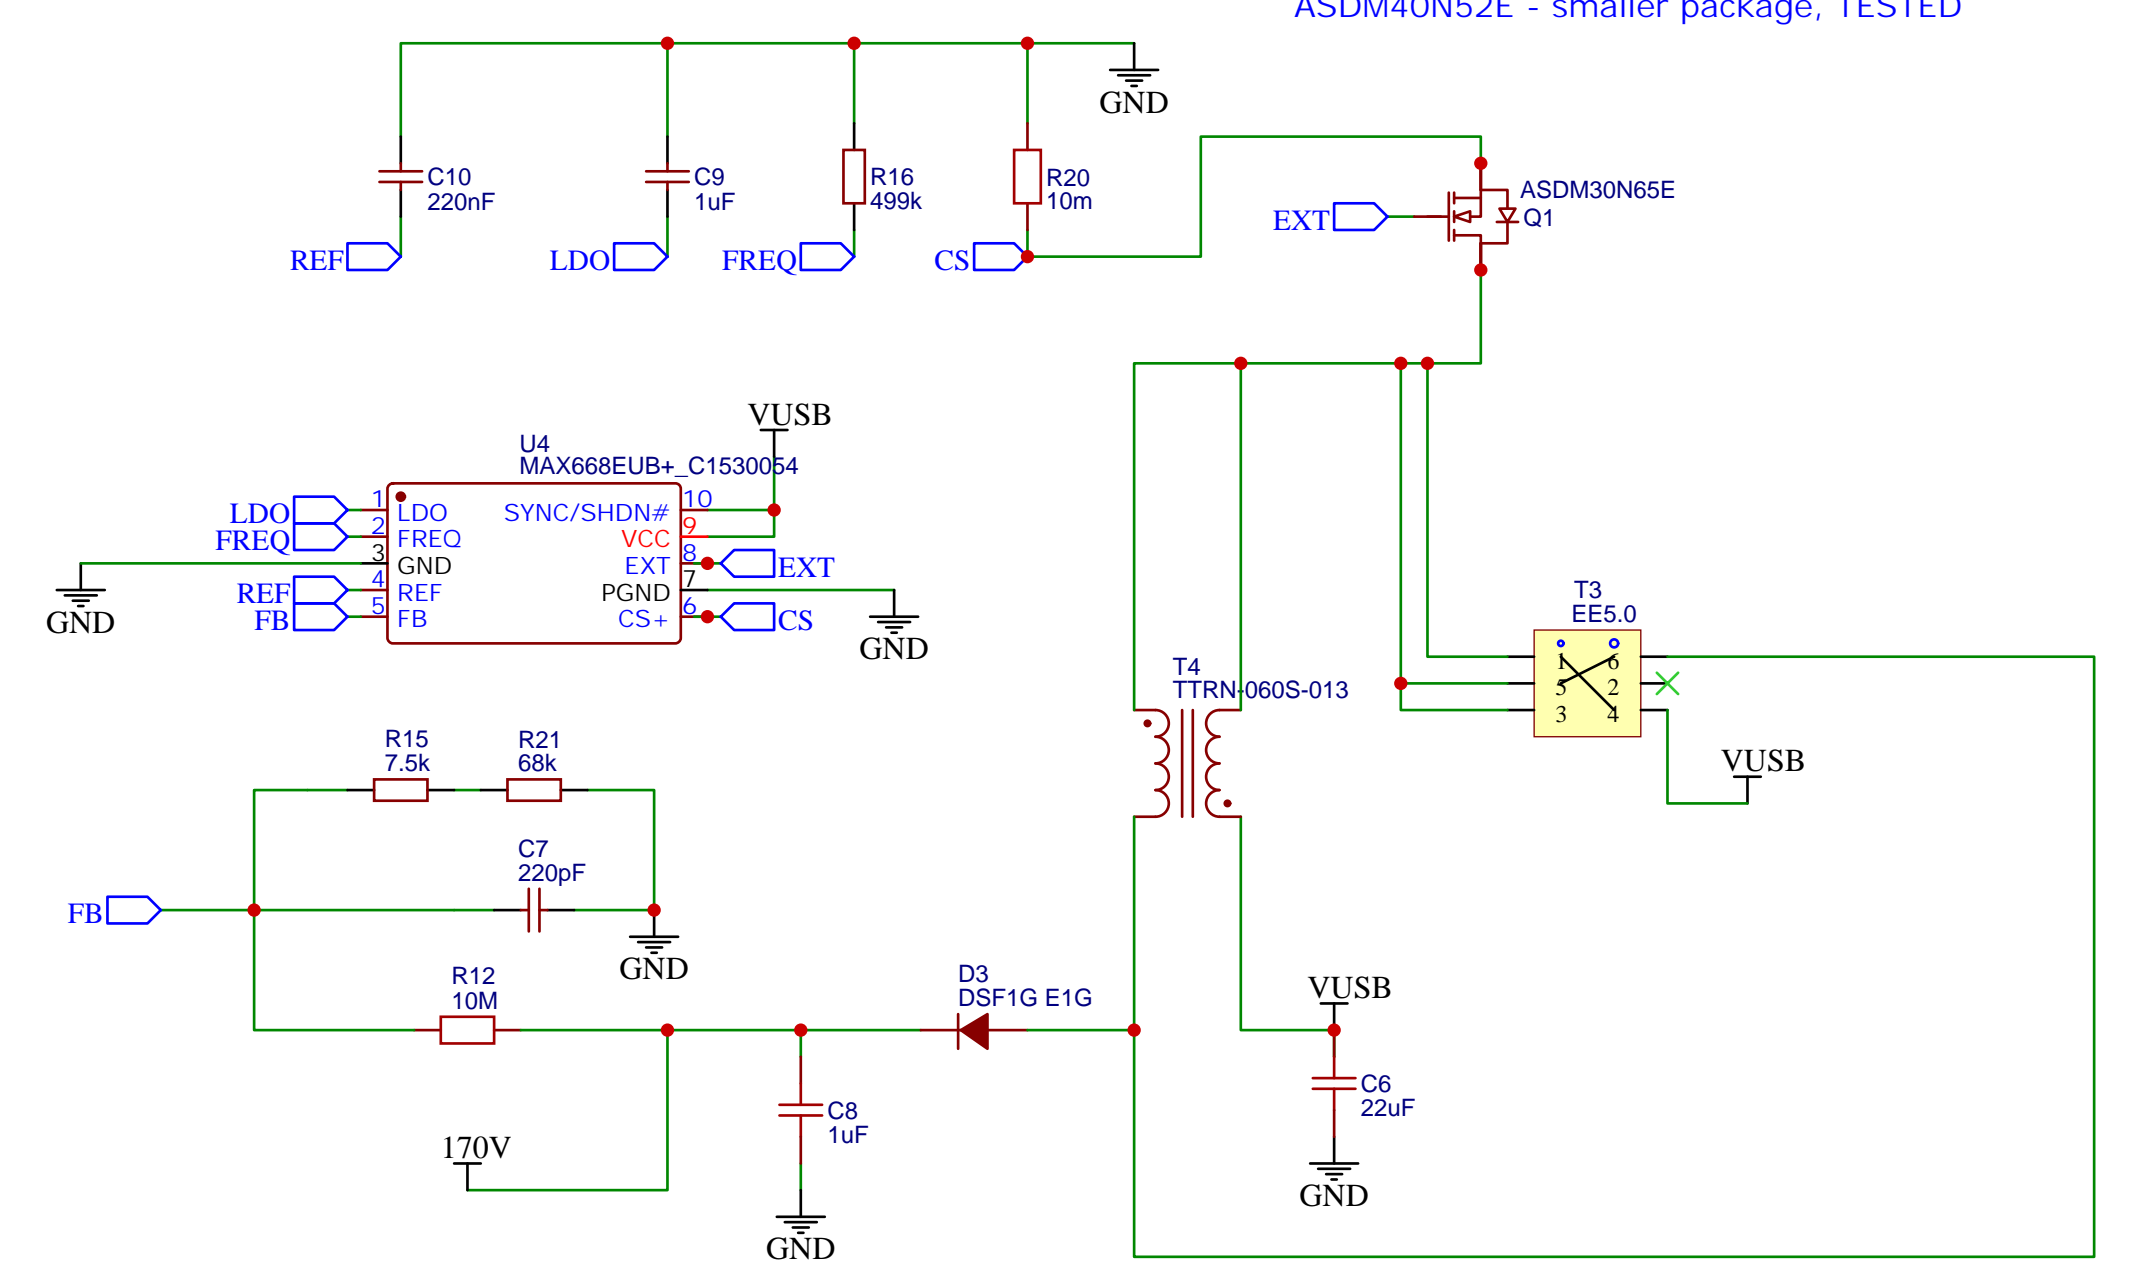 ASDM40N52E - smaller package, TESTED
GND
C10
220nF
C9
1uF
R16
499k
R20
10m
ASDM30N65E
Q1
EXT
REF
LDO
FREQ
CS
VUSB
U4
MAX668EUB+_C1530054
LDO
FREQ
GND
REF
FB
1
2
3
4
5
LDO
FREQ
GND
REF
FB
SYNC/SHDN#
VCC
EXT
PGND
CS+
10
9
8
7
6
EXT
CS
GND
T3
EE5.0
1 6
5 2
3 4
VUSB
T4
TTRN-060S-013
R15
7.5k
R21
68k
C7
220pF
FB
GND
R12
10M
D3
DSF1G E1G
VUSB
C6
22uF
GND
C8
1uF
170V
GND